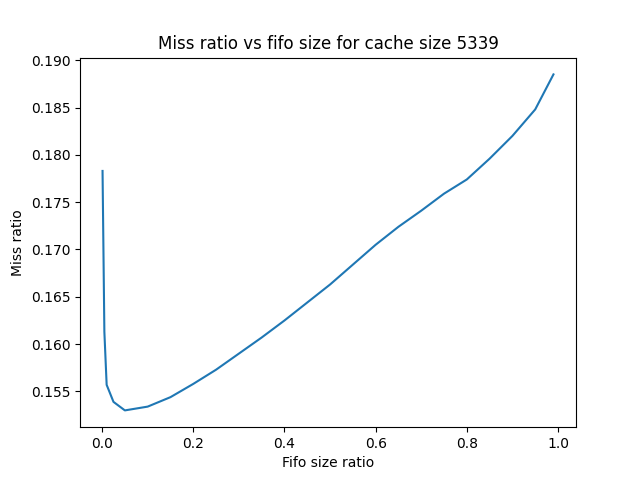 Miss ratio vs fifo size for cache size 5339
0.190
0.185
0.180
0.175
0.170
0.165
0.160
0.155
Miss ratio
0.0 0.2 0.4 0.6 0.8 1.0
Fifo size ratio